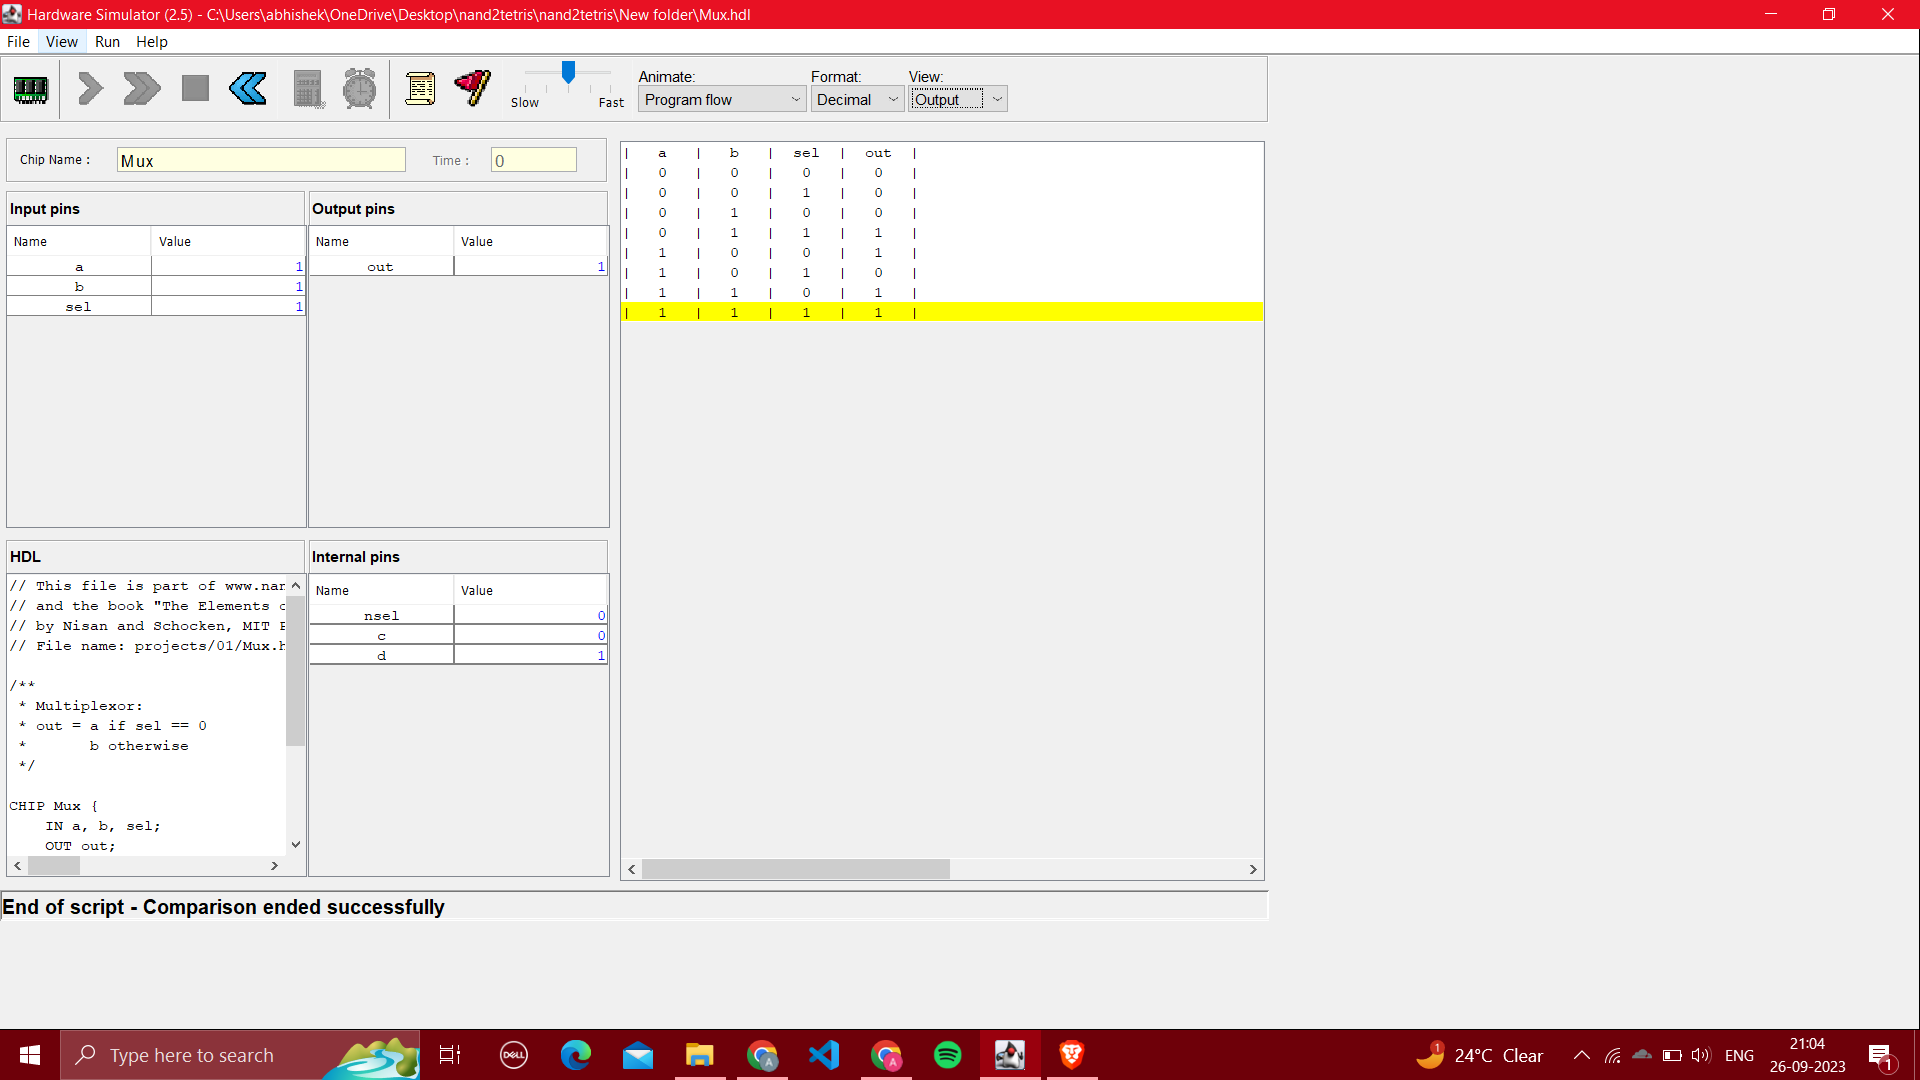 Hardware Simulator (2.5) - C:\Users\abhishek\OneDrive\Desktop\nand2tetris\nand2tetris\New folder\Mux.hdl
File View Run Help
Slow Fast
Animate: Format: View:
Program flow Decimal Output
Chip Name : Mux Time : 0
Input pins
Name Value
a 1
b 1
sel 1
Output pins
Name Value
out 1
| a | b | sel | out |
| 0 | 0 | 0 | 0 |
| 0 | 0 | 1 | 0 |
| 0 | 1 | 0 | 0 |
| 0 | 1 | 1 | 1 |
| 1 | 0 | 0 | 1 |
| 1 | 0 | 1 | 0 |
| 1 | 1 | 0 | 1 |
| 1 | 1 | 1 | 1 |
HDL
// This file is part of www.nan
// and the book "The Elements o
// by Nisan and Schocken, MIT P
// File name: projects/01/Mux.h
/**
* Multiplexor:
* out = a if sel == 0
* b otherwise
*/
CHIP Mux {
IN a, b, sel;
OUT out;
Internal pins
Name Value
nsel 0
c 0
d 1
End of script - Comparison ended successfully
Type here to search
DELL
A
A
1
24°C Clear
ENG
21:04
26-09-2023
1